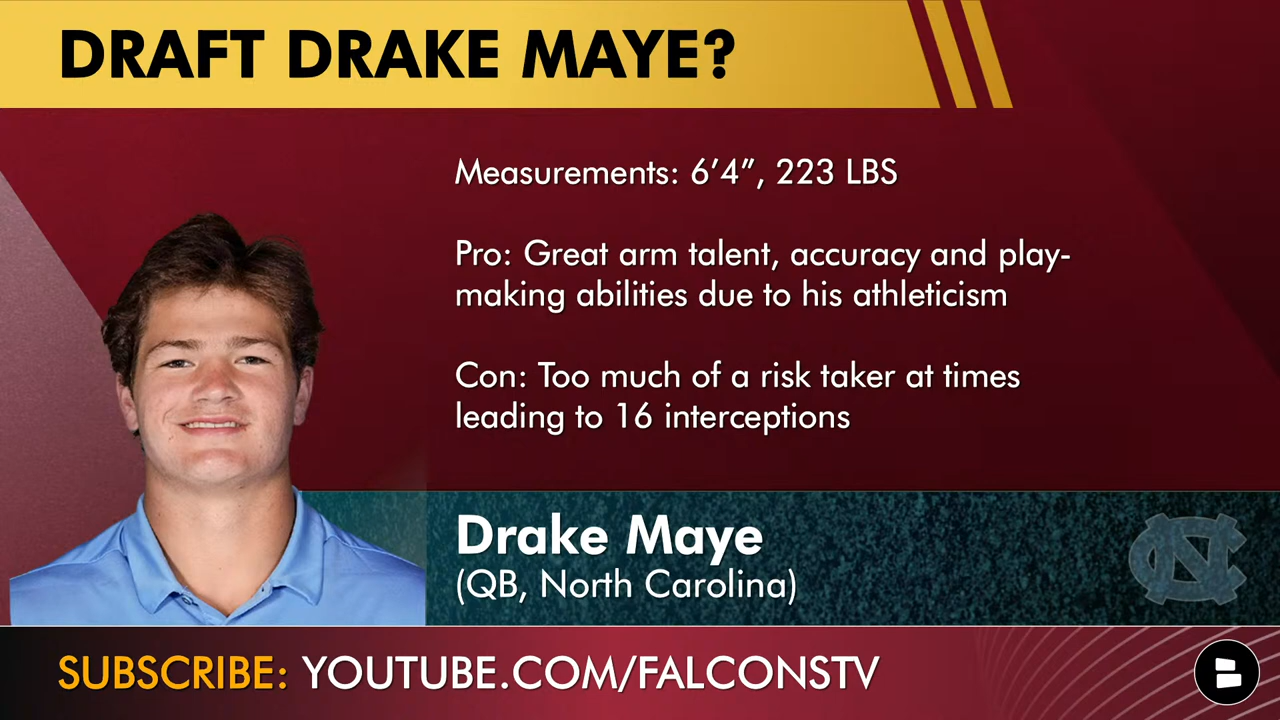 DRAFT DRAKE MAYE?
Measurements: 6’4”, 223 LBS
Pro: Great arm talent, accuracy and play-
making abilities due to his athleticism
Con: Too much of a risk taker at times
leading to 16 interceptions
Drake Maye
(QB, North Carolina)
NC
SUBSCRIBE: YOUTUBE.COM/FALCONSTV